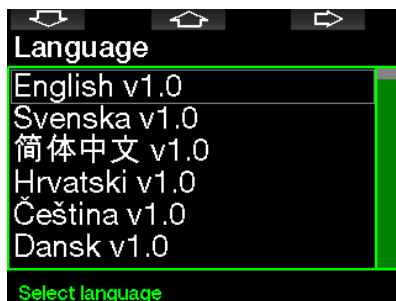 Language
English v1.0
Svenska v1.0
简体中文 v1.0
Hrvatski v1.0
Čeština v1.0
Dansk v1.0
Select language